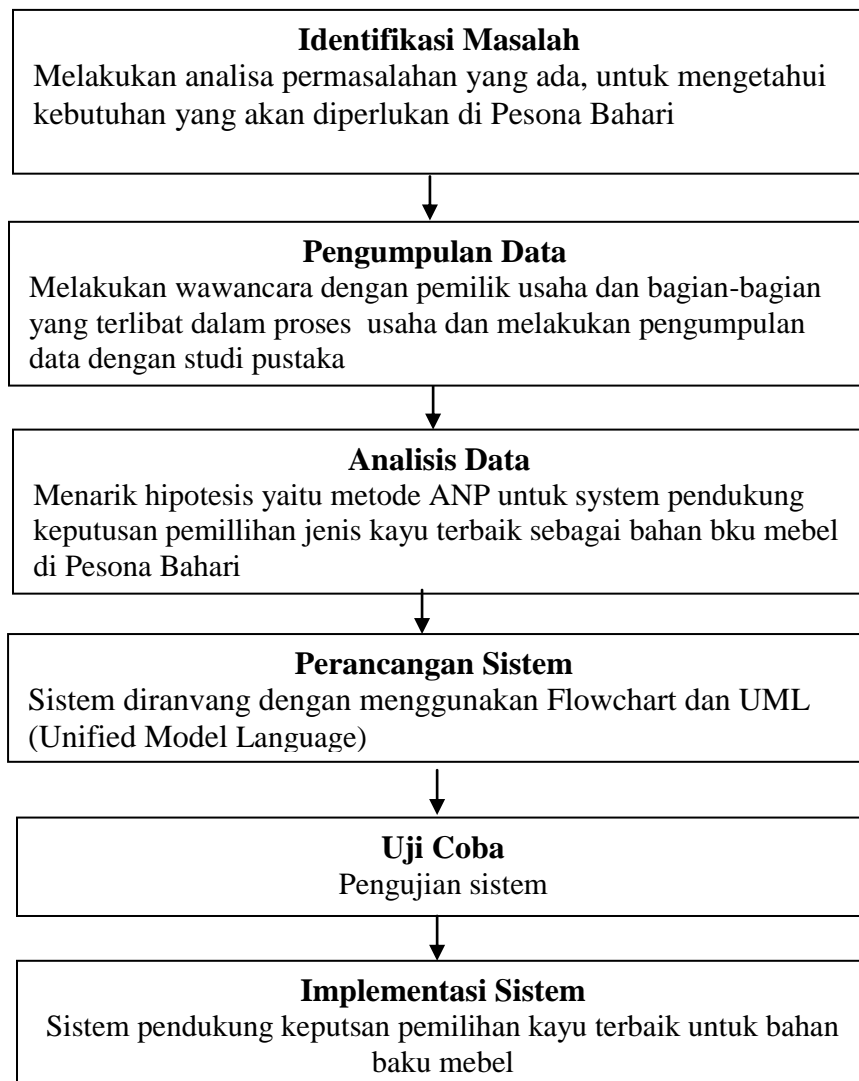 Identifikasi Masalah
Melakukan analisa permasalahan yang ada, untuk mengetahui
kebutuhan yang akan diperlukan di Pesona Bahari
Pengumpulan Data
Melakukan wawancara dengan pemilik usaha dan bagian-bagian
yang terlibat dalam proses usaha dan melakukan pengumpulan
data dengan studi pustaka
Analisis Data
Menarik hipotesis yaitu metode ANP untuk system pendukung
keputusan pemillihan jenis kayu terbaik sebagai bahan bku mebel
di Pesona Bahari
Perancangan Sistem
Sistem diranvang dengan menggunakan Flowchart dan UML
(Unified Model Language)
Uji Coba
Pengujian sistem
Implementasi Sistem
Sistem pendukung keputsan pemilihan kayu terbaik untuk bahan
baku mebel